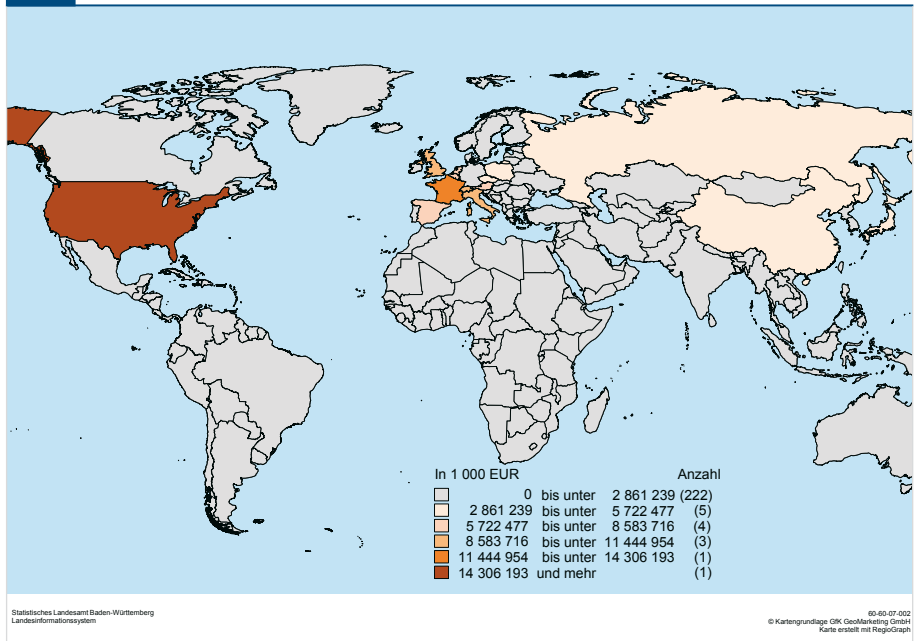 In 1 000 EUR Anzahl
0 bis unter 2 861 239 (222)
2 861 239 bis unter 5 722 477 (5)
5 722 477 bis unter 8 583 716 (4)
8 583 716 bis unter 11 444 954 (3)
11 444 954 bis unter 14 306 193 (1)
14 306 193 und mehr (1)
Statistisches Landesamt Baden-Württemberg
Landesinformationssystem
60-60-07-002
© Kartengrundlage GfK GeoMarketing GmbH
Karte erstellt mit RegioGraph